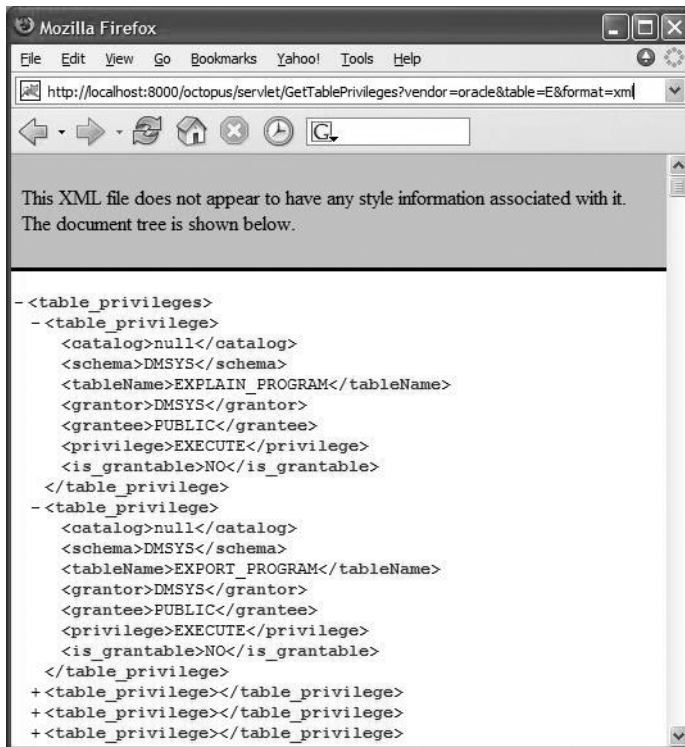 Mozilla Firefox
File Edit View Go Bookmarks Yahoo! Tools Help
http://localhost:8000/octopus/servlet/GetTablePrivileges?vendor=oracle&table=E&format=xml
G
This XML file does not appear to have any style information associated with it.
The document tree is shown below.
- <table_privileges>
- <table_privilege>
<catalog>null</catalog>
<schema>DMSYS</schema>
<tableName>EXPLAIN_PROGRAM</tableName>
<grantor>DMSYS</grantor>
<grantee>PUBLIC</grantee>
<privilege>EXECUTE</privilege>
<is_grantable>NO</is_grantable>
</table_privilege>
- <table_privilege>
<catalog>null</catalog>
<schema>DMSYS</schema>
<tableName>EXPORT_PROGRAM</tableName>
<grantor>DMSYS</grantor>
<grantee>PUBLIC</grantee>
<privilege>EXECUTE</privilege>
<is_grantable>NO</is_grantable>
</table_privilege>
+ <table_privilege></table_privilege>
+ <table_privilege></table_privilege>
+ <table_privilege></table_privilege>